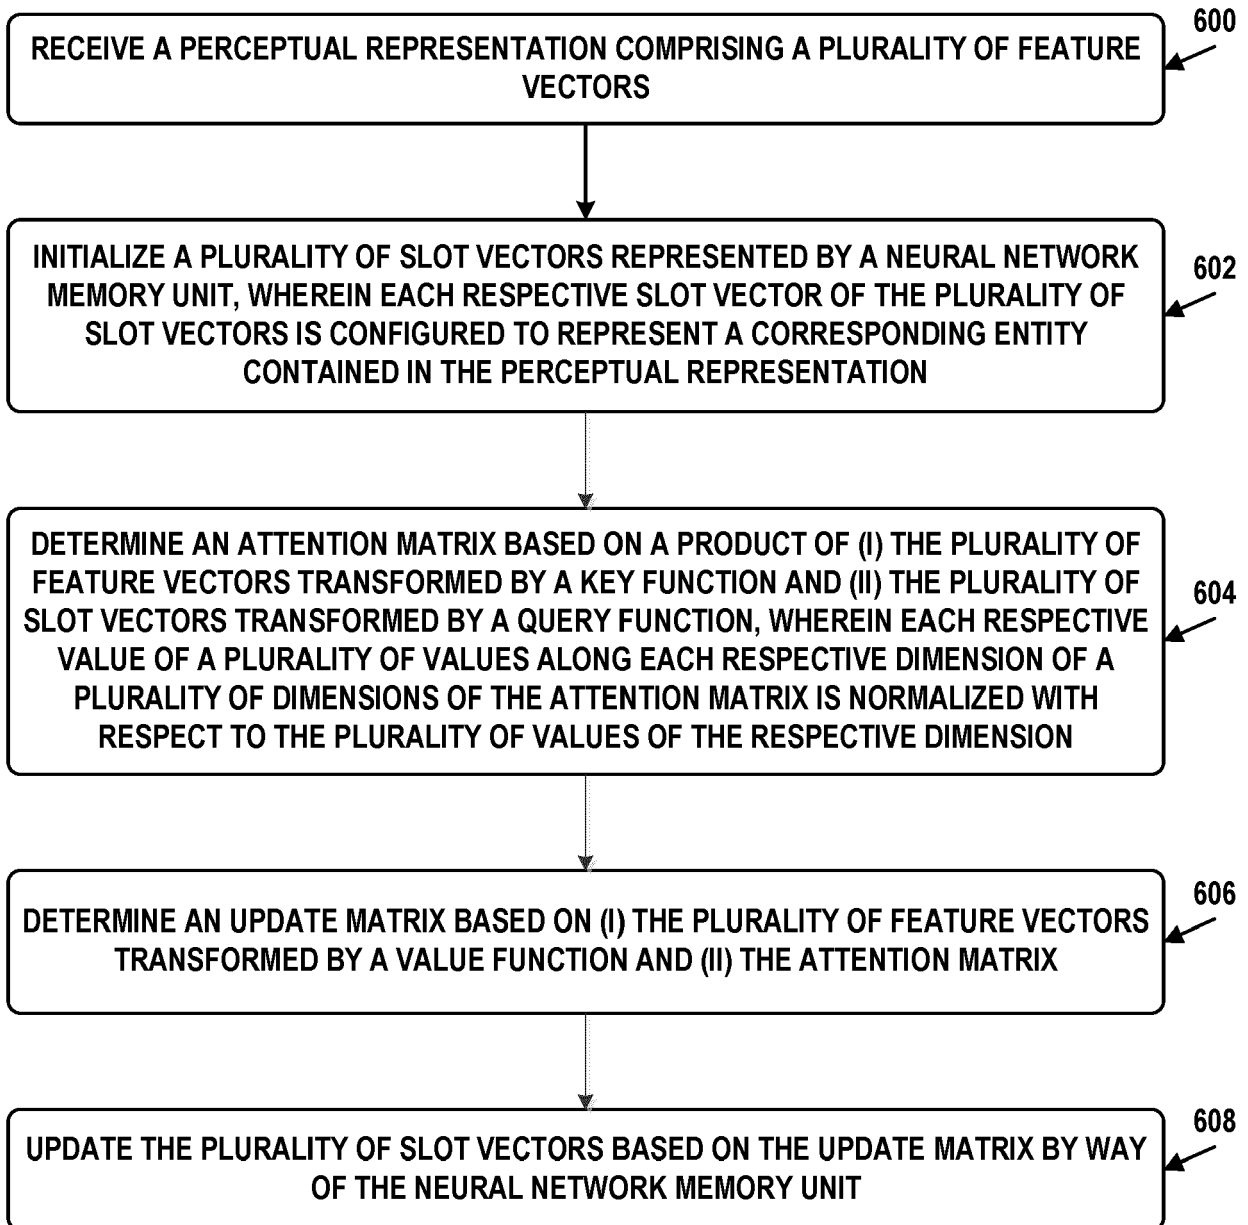 600
RECEIVE A PERCEPTUAL REPRESENTATION COMPRISING A PLURALITY OF FEATURE
VECTORS
602
INITIALIZE A PLURALITY OF SLOT VECTORS REPRESENTED BY A NEURAL NETWORK
MEMORY UNIT, WHEREIN EACH RESPECTIVE SLOT VECTOR OF THE PLURALITY OF
SLOT VECTORS IS CONFIGURED TO REPRESENT A CORRESPONDING ENTITY
CONTAINED IN THE PERCEPTUAL REPRESENTATION
604
DETERMINE AN ATTENTION MATRIX BASED ON A PRODUCT OF (I) THE PLURALITY OF
FEATURE VECTORS TRANSFORMED BY A KEY FUNCTION AND (II) THE PLURALITY OF
SLOT VECTORS TRANSFORMED BY A QUERY FUNCTION, WHEREIN EACH RESPECTIVE
VALUE OF A PLURALITY OF VALUES ALONG EACH RESPECTIVE DIMENSION OF A
PLURALITY OF DIMENSIONS OF THE ATTENTION MATRIX IS NORMALIZED WITH
RESPECT TO THE PLURALITY OF VALUES OF THE RESPECTIVE DIMENSION
606
DETERMINE AN UPDATE MATRIX BASED ON (I) THE PLURALITY OF FEATURE VECTORS
TRANSFORMED BY A VALUE FUNCTION AND (II) THE ATTENTION MATRIX
608
UPDATE THE PLURALITY OF SLOT VECTORS BASED ON THE UPDATE MATRIX BY WAY
OF THE NEURAL NETWORK MEMORY UNIT